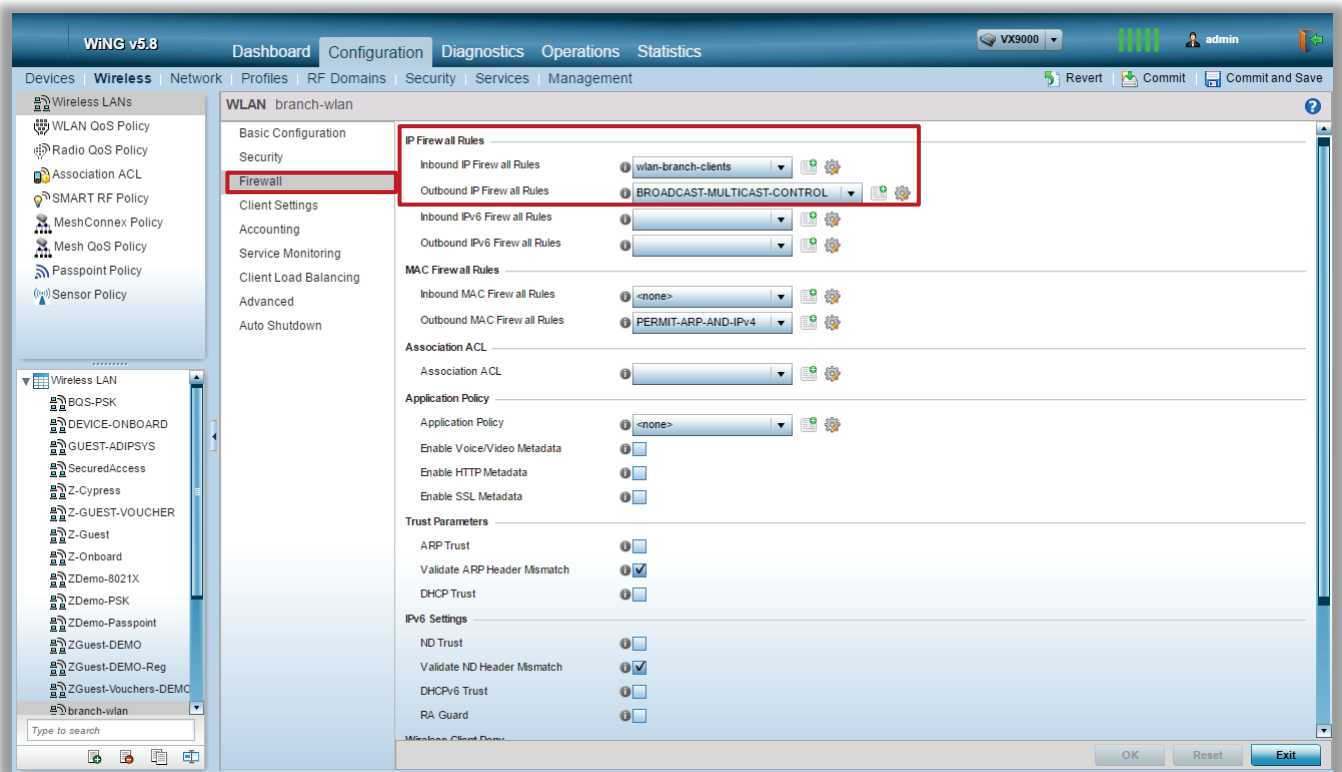 WiNG v5.8
Dashboard Configuration Diagnostics Operations Statistics
VX9000
admin
Devices Wireless Network Profiles RF Domains Security Services Management
Revert Commit Commit and Save
Wireless LANs
WLAN QoS Policy
Radio QoS Policy
Association ACL
SMART RF Policy
MeshConnex Policy
Mesh QoS Policy
Passpoint Policy
Sensor Policy
Wireless LAN
BQS-PSK
DEVICE-ONBOARD
GUEST-ADIPSYS
SecuredAccess
Z-Cypress
Z-GUEST-VOUCHER
Z-Guest
Z-Onboard
ZDemo-8021X
ZDemo-PSK
ZDemo-Passpoint
ZGuest-DEMO
ZGuest-DEMO-Reg
ZGuest-Vouchers-DEMO
branch-wlan
Type to search
WLAN branch-wlan
Basic Configuration
Security
Firewall
Client Settings
Accounting
Service Monitoring
Client Load Balancing
Advanced
Auto Shutdown
IP Firewall Rules
Inbound IP Firewall Rules wlan-branch-clients
Outbound IP Firewall Rules BROADCAST-MULTICAST-CONTROL
Inbound IPv6 Firewall Rules
Outbound IPv6 Firewall Rules
MAC Firewall Rules
Inbound MAC Firewall Rules <none>
Outbound MAC Firewall Rules PERMIT-ARP-AND-IPv4
Association ACL
Association ACL
Application Policy
Application Policy <none>
Enable Voice/Video Metadata
Enable HTTP Metadata
Enable SSL Metadata
Trust Parameters
ARP Trust
Validate ARP Header Mismatch
DHCP Trust
IPv6 Settings
ND Trust
Validate ND Header Mismatch
DHCPv6 Trust
RA Guard
Wireless Client Deny
OK Reset Exit